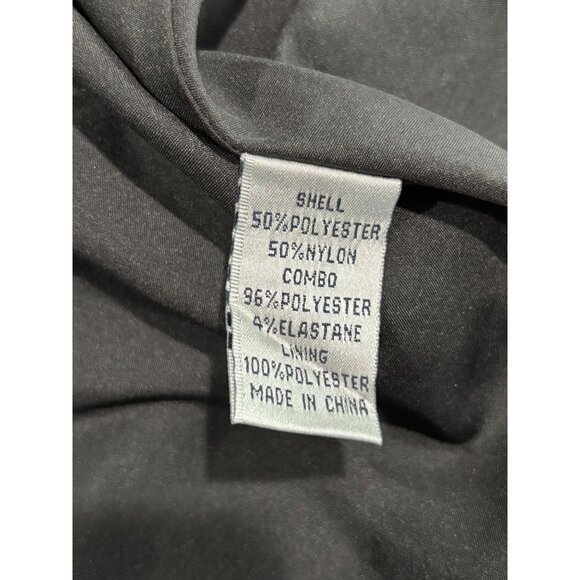 SHELL
50%POLYESTER
50%NYLON
COMBO
96%POLYESTER
4%ELASTANE
LINING
100%POLYESTER
MADE IN CHINA